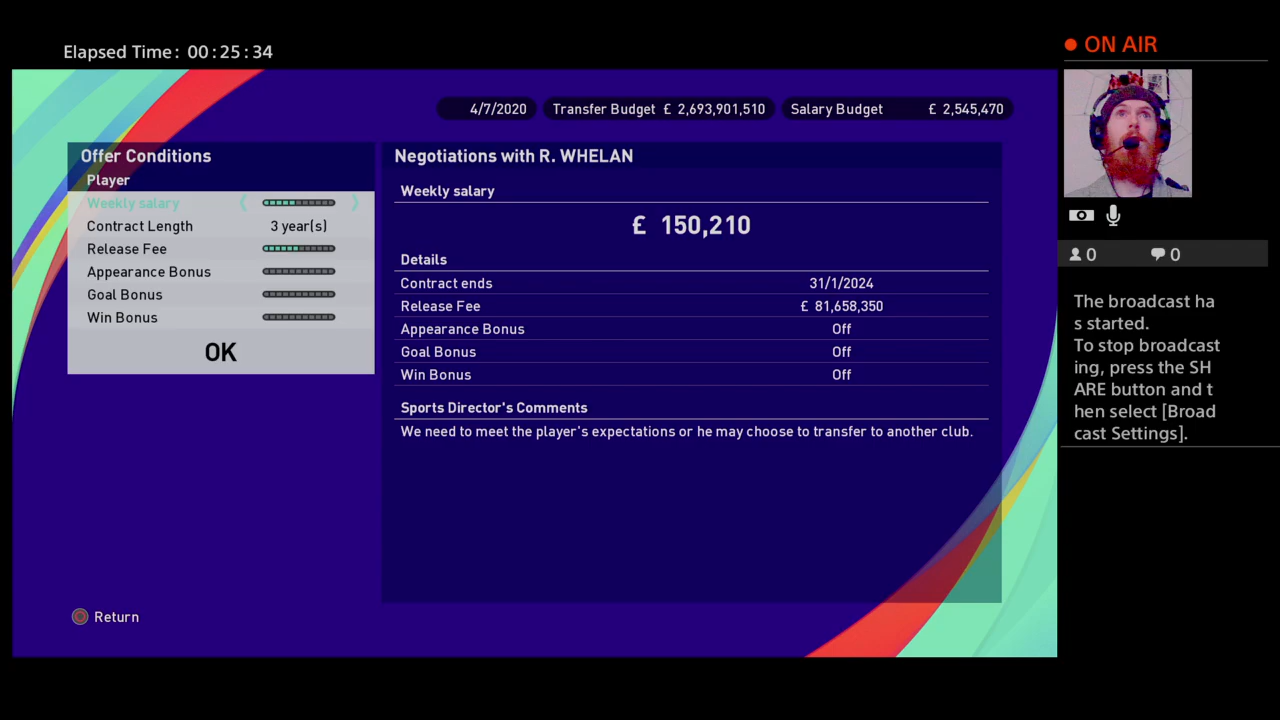 Elapsed Time: 00:25:34
ON AIR
4/7/2020 Transfer Budget £ 2,693,901,510 Salary Budget £ 2,545,470
Offer Conditions
Player
Weekly salary
Contract Length 3 year(s)
Release Fee
Appearance Bonus
Goal Bonus
Win Bonus
OK
Negotiations with R. WHELAN
Weekly salary
£ 150,210
Details
Contract ends 31/1/2024
Release Fee £ 81,658,350
Appearance Bonus Off
Goal Bonus Off
Win Bonus Off
Sports Director's Comments
We need to meet the player's expectations or he may choose to transfer to another club.
Return
0 0
The broadcast ha
s started.
To stop broadcast
ing, press the SH
ARE button and t
hen select [Broad
cast Settings].